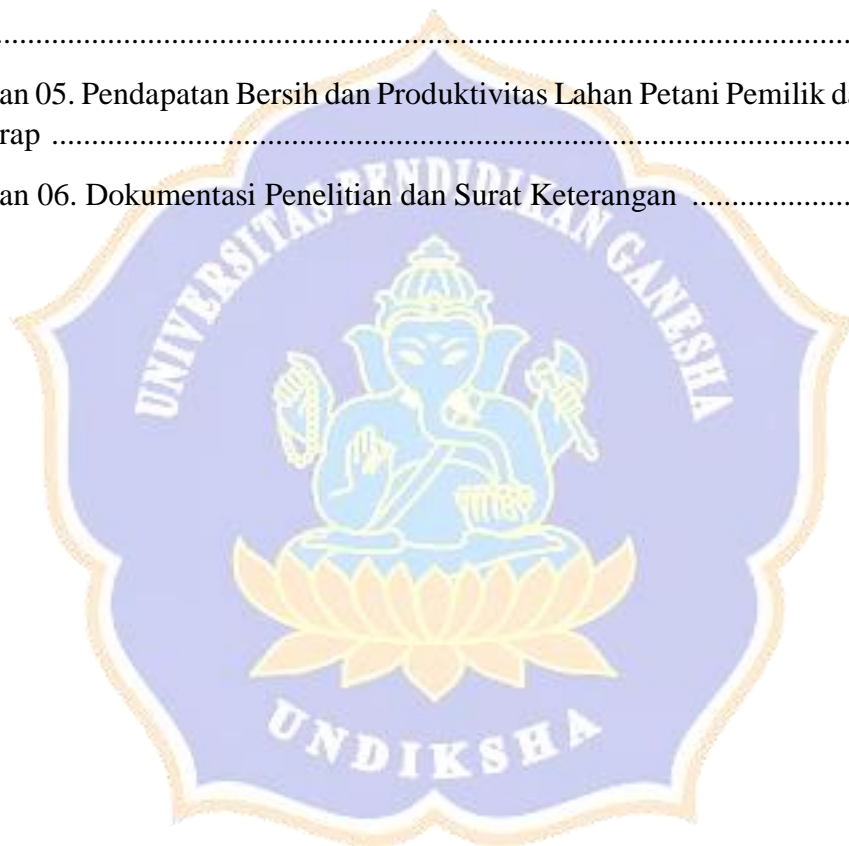 ........................................................................................................
an 05. Pendapatan Bersih dan Produktivitas Lahan Petani Pemilik da
rap ....................................................................................................
an 06. Dokumentasi Penelitian dan Surat Keterangan ....................
UNIVERSITAS PENDIDIKAN GANESHA
UNDIKSHA